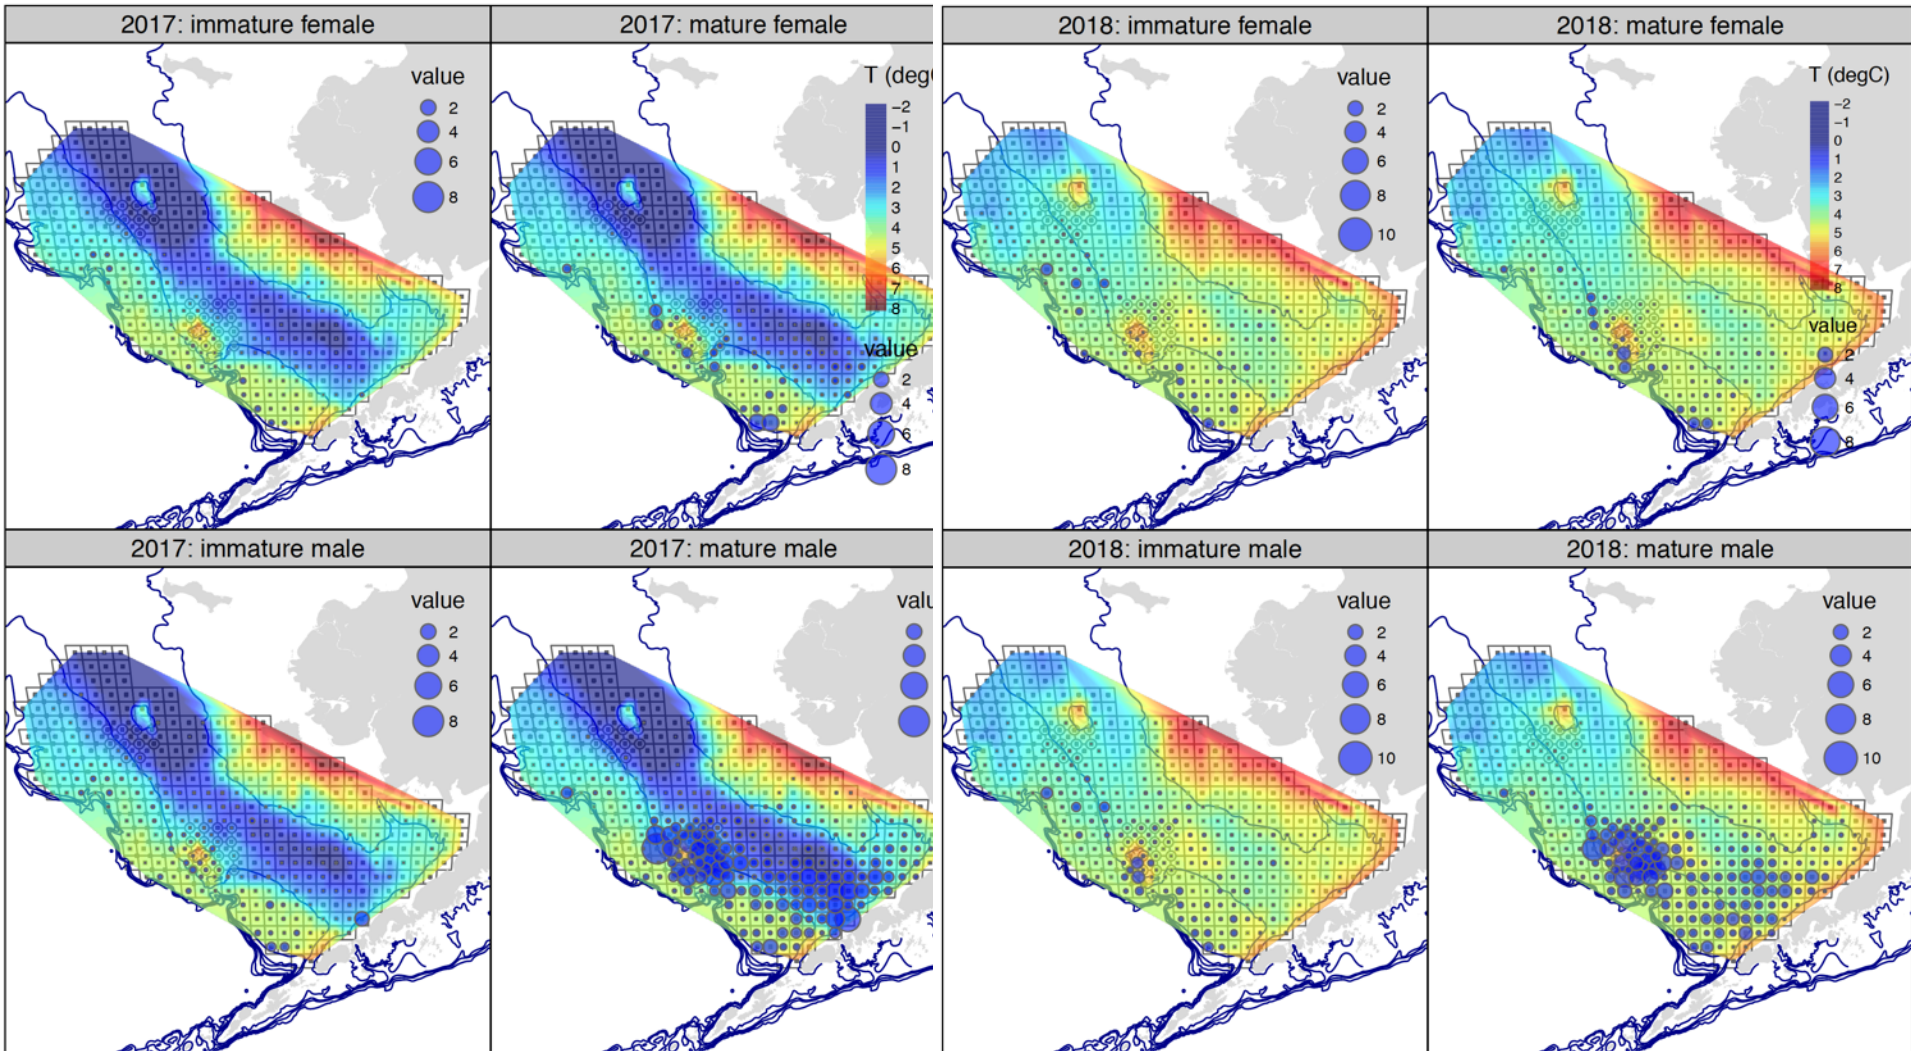 2017: immature female
2017: mature female
2018: immature female
2018: mature female
value
2
4
6
8
T (deg
-2
-1
0
1
2
3
4
5
6
7
8
value
2
4
6
8
value
2
4
6
8
10
T (degC)
-2
-1
0
1
2
3
4
5
6
7
8
value
2
4
6
8
2017: immature male
2017: mature male
2018: immature male
2018: mature male
value
2
4
6
8
valu
value
2
4
6
8
10
value
2
4
6
8
10